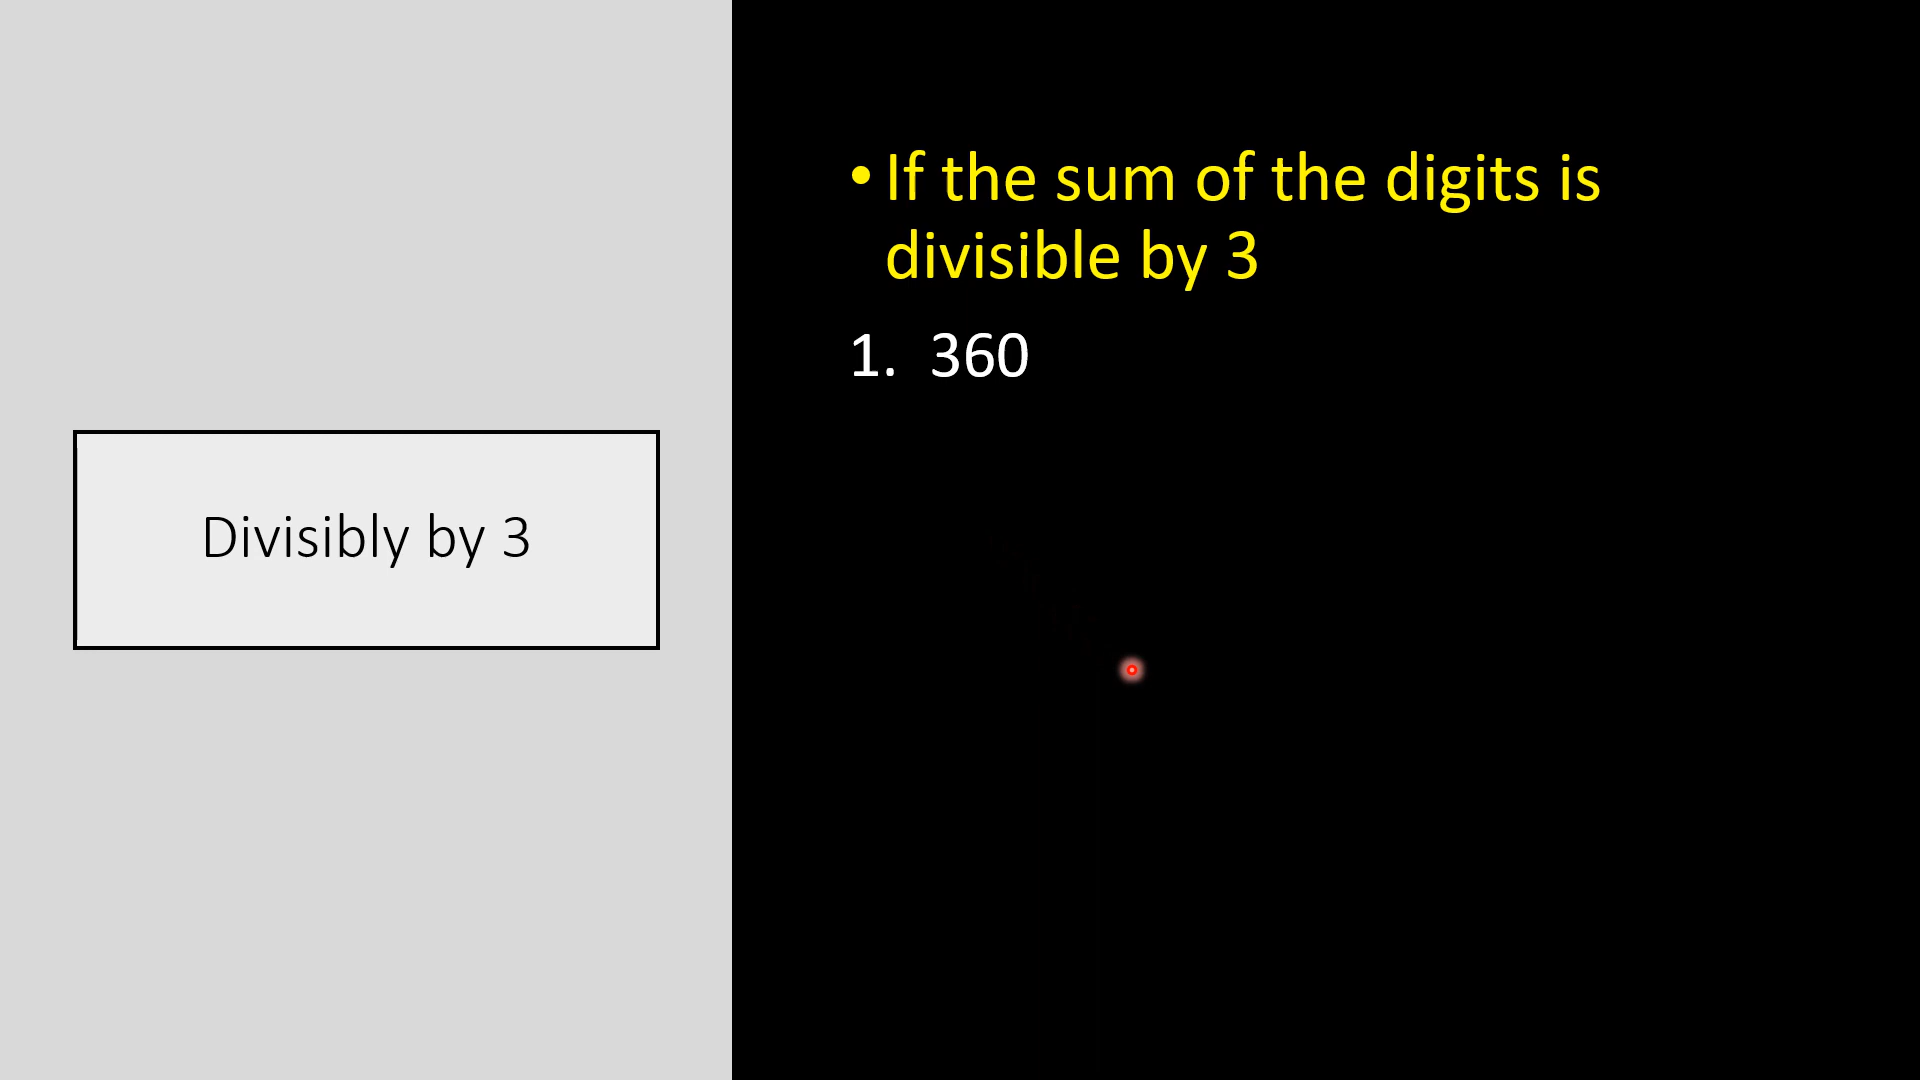 Divisibly by 3
• If the sum of the digits is
divisible by 3
1. 360